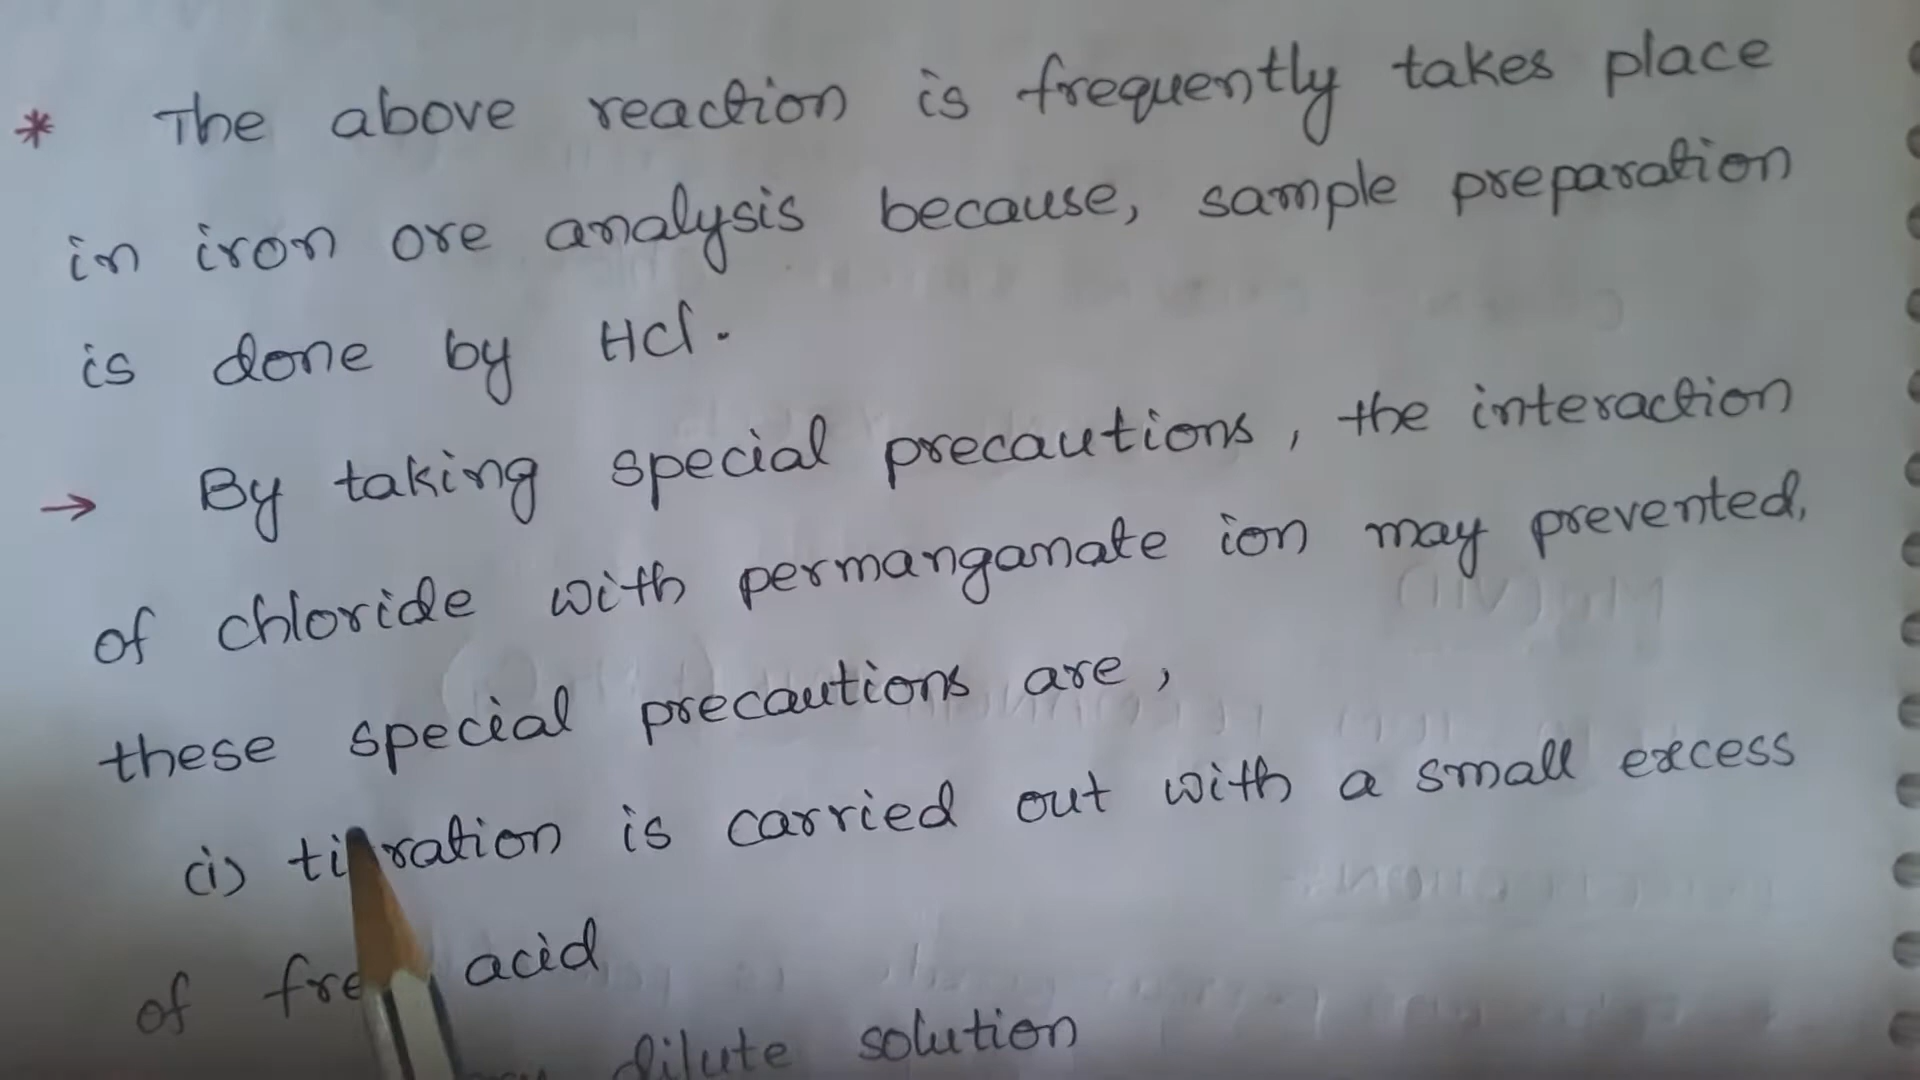 * The above reaction is frequently takes place
in iron ore analysis because, sample preparation
is done by HCl.
→ By taking special precautions, the interaction
of chloride with permanganate ion may prevented,
these special precautions are,
(i) titration is carried out with a small excess
of free acid
dilute solution